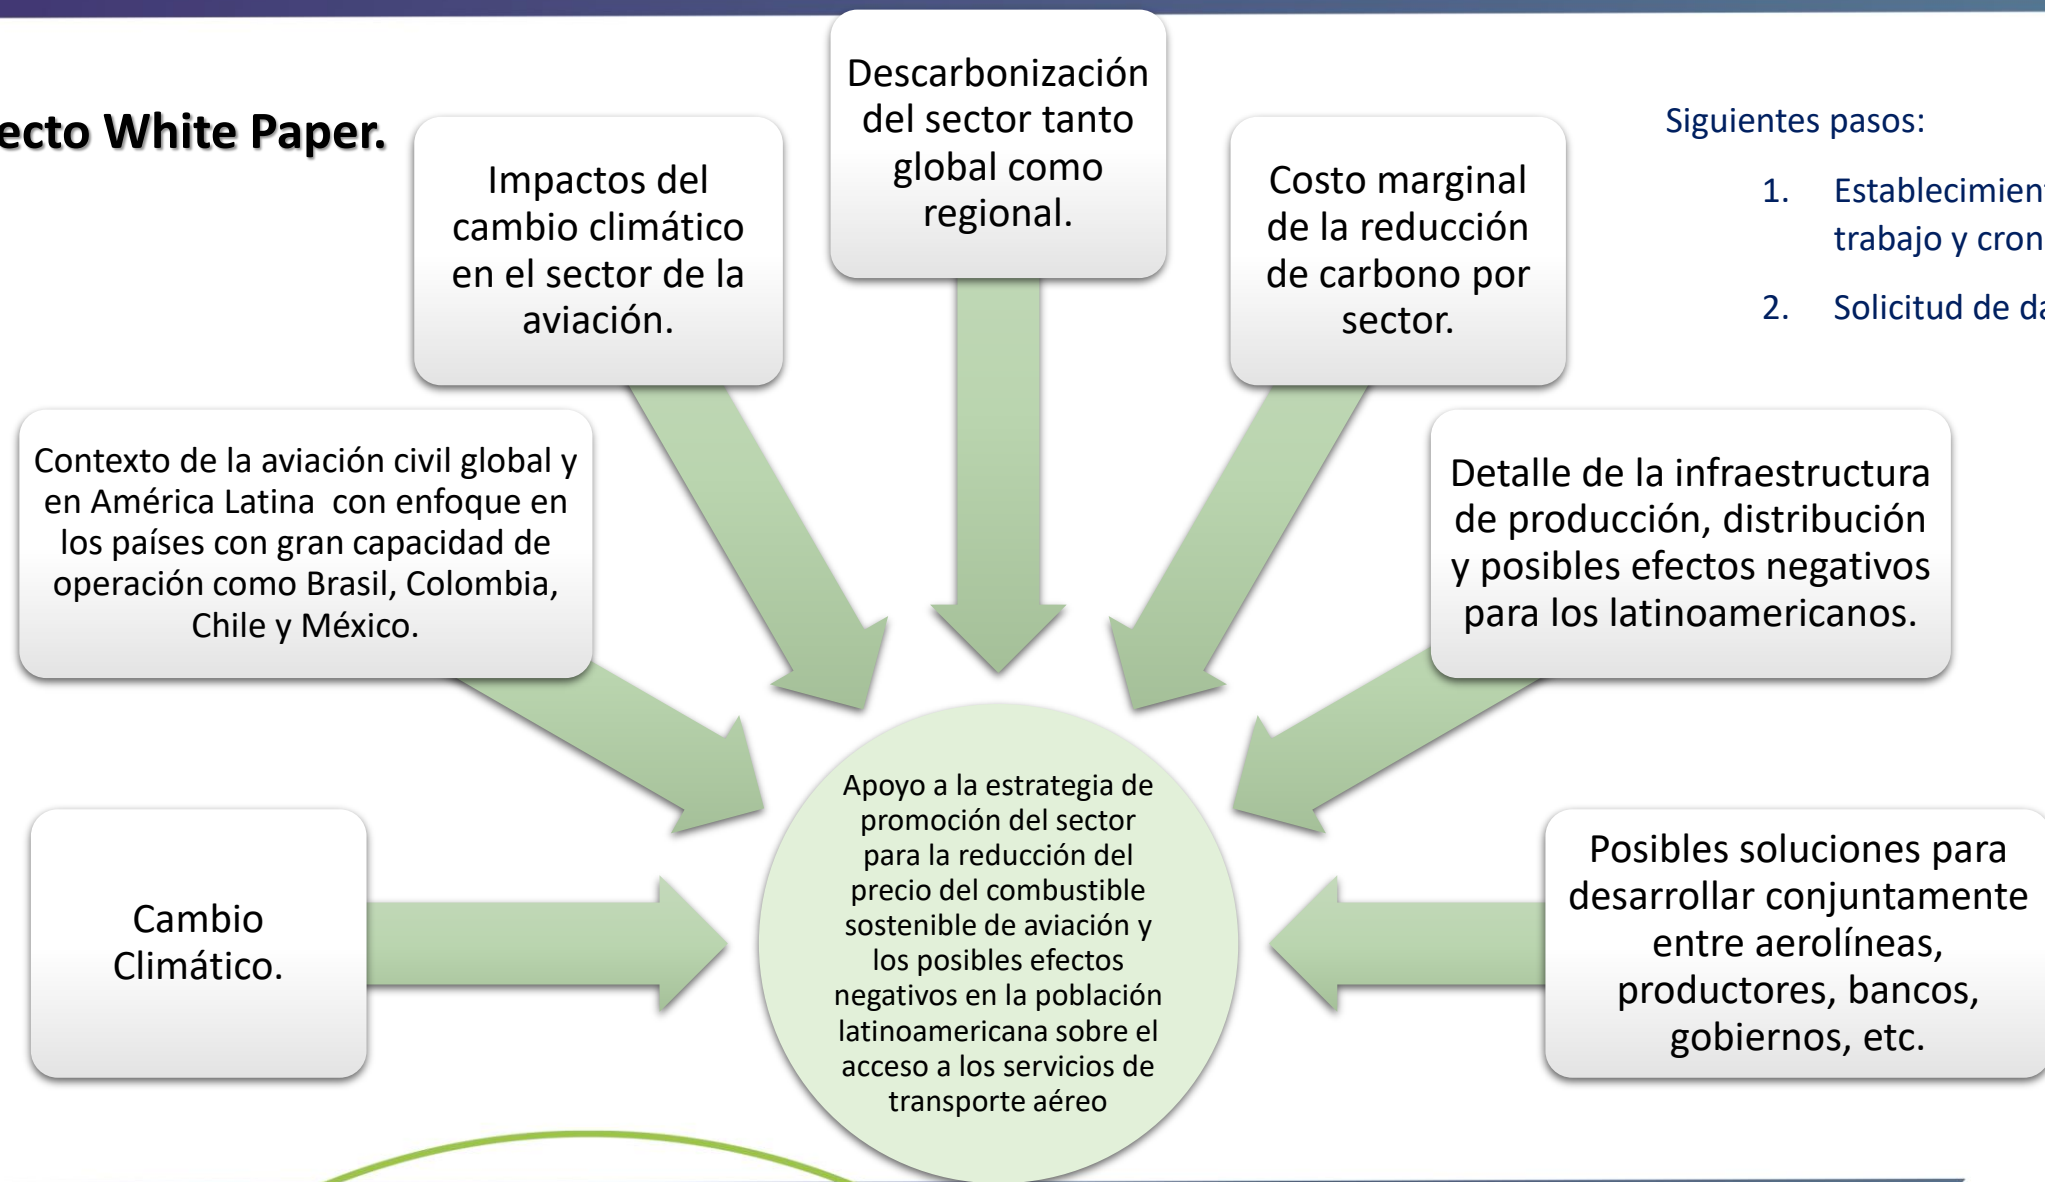 ecto White Paper.
Descarbonización
del sector tanto
global como
regional.
Impactos del
cambio climático
en el sector de la
aviación.
Costo marginal
de la reducción
de carbono por
sector.
Siguientes pasos:
1. Establecimient
trabajo y cron
2. Solicitud de da
Contexto de la aviación civil global y
en América Latina con enfoque en
los países con gran capacidad de
operación como Brasil, Colombia,
Chile y México.
Detalle de la infraestructura
de producción, distribución
y posibles efectos negativos
para los latinoamericanos.
Cambio
Climático.
Apoyo a la estrategia de
promoción del sector
para la reducción del
precio del combustible
sostenible de aviación y
los posibles efectos
negativos en la población
latinoamericana sobre el
acceso a los servicios de
transporte aéreo
Posibles soluciones para
desarrollar conjuntamente
entre aerolíneas,
productores, bancos,
gobiernos, etc.